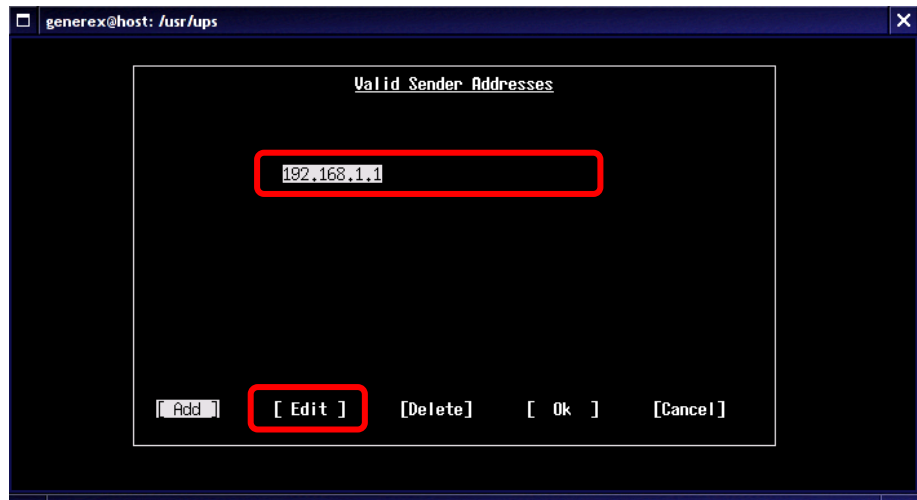 generex@host: /usr/ups
Valid Sender Addresses
192.168.1.1
[ Add ] [ Edit ] [Delete] [ Ok ] [Cancel]